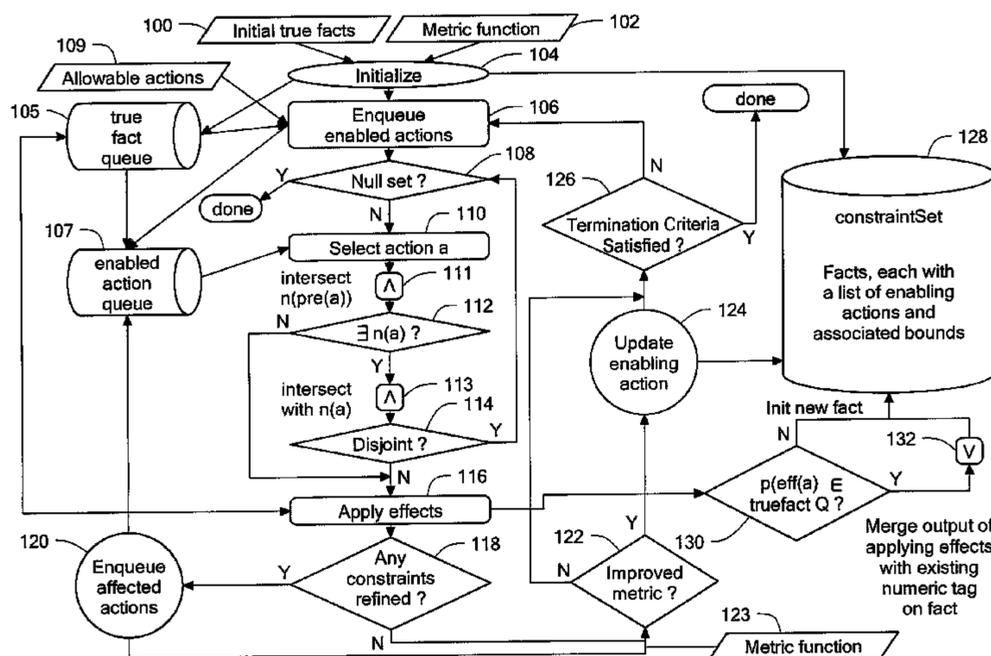 100
Initial true facts
Metric function
102
109
Allowable actions
Initialize
104
105
true
fact
queue
Enqueue
enabled actions
106
done
128
Y
Null set ?
108
done
N
N
126
Termination Criteria
Satisfied ?
Y
constraintSet
107
enabled
action
queue
110
Select action a
intersect
n(pre(a))
Λ
111
Facts, each with
a list of enabling
actions and
associated bounds
N
∃ n(a) ?
112
Y
124
Update
enabling
action
intersect
with n(a)
Λ
113
114
Disjoint ?
Y
N
Init new fact
N
132
V
116
Apply effects
p(eff(a) ∈
truefact Q ?
Y
130
120
Enqueue
affected
actions
Y
Any
constraints
refined ?
118
N
122
Y
N
Improved
metric ?
Merge output of
applying effects
with existing
numeric tag
on fact
123
Metric function